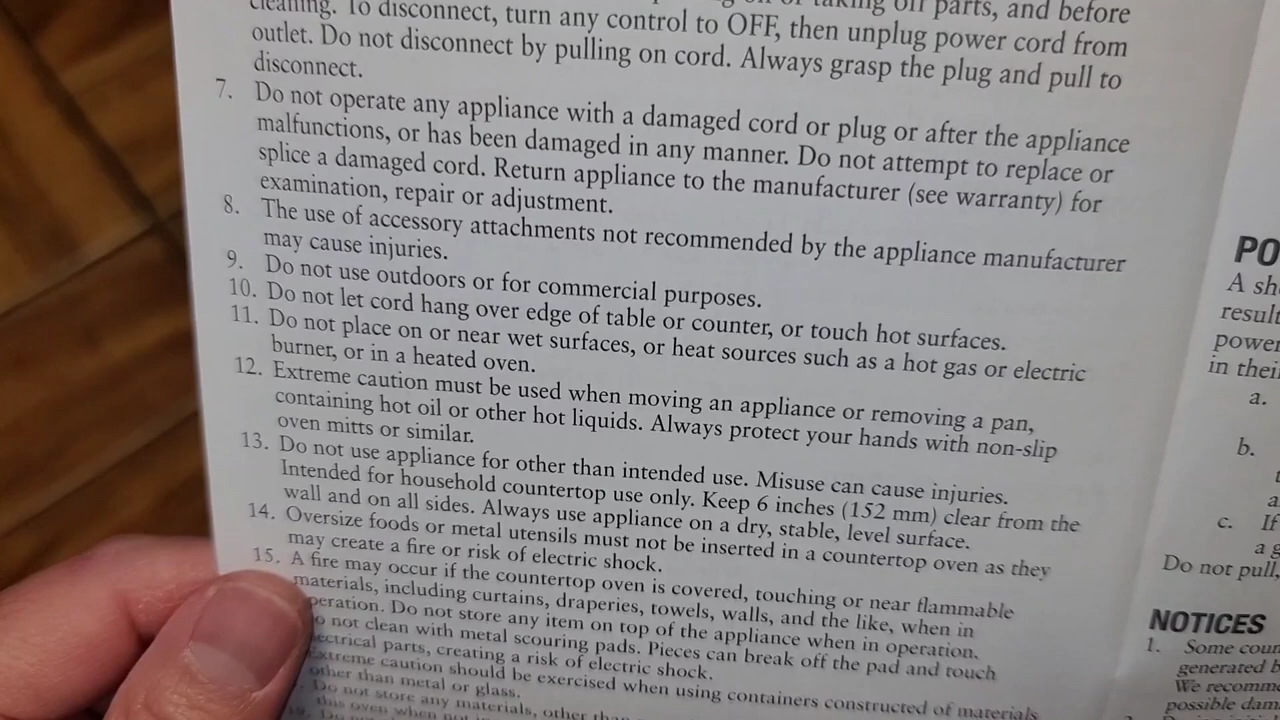 cleaning. To disconnect, turn any control to OFF, then unplug power cord from
outlet. Do not disconnect by pulling on cord. Always grasp the plug and pull to
disconnect.
7. Do not operate any appliance with a damaged cord or plug or after the appliance
malfunctions, or has been damaged in any manner. Do not attempt to replace or
splice a damaged cord. Return appliance to the manufacturer (see warranty) for
examination, repair or adjustment.
8. The use of accessory attachments not recommended by the appliance manufacturer
may cause injuries.
9. Do not use outdoors or for commercial purposes.
10. Do not let cord hang over edge of table or counter, or touch hot surfaces.
11. Do not place on or near wet surfaces, or heat sources such as a hot gas or electric
burner, or in a heated oven.
12. Extreme caution must be used when moving an appliance or removing a pan,
containing hot oil or other hot liquids. Always protect your hands with non-slip
oven mitts or similar.
13. Do not use appliance for other than intended use. Misuse can cause injuries.
Intended for household countertop use only. Keep 6 inches (152 mm) clear from the
wall and on all sides. Always use appliance on a dry, stable, level surface.
14. Oversize foods or metal utensils must not be inserted in a countertop oven as they
may create a fire or risk of electric shock.
15. A fire may occur if the countertop oven is covered, touching or near flammable
materials, including curtains, draperies, towels, walls, and the like, when in
peration. Do not store any item on top of the appliance when in operation.
o not clean with metal scouring pads. Pieces can break off the pad and touch
ectrical parts, creating a risk of electric shock.
Extreme caution should be exercised when using containers constructed of materials
other than metal or glass.
Do not store any materials, other than
this oven when not in
PO
A sh
result
power
in thei
a.
b.
c. If
a g
Do not pull,
NOTICES
1. Some coun
generated b
We recomme
possible dam